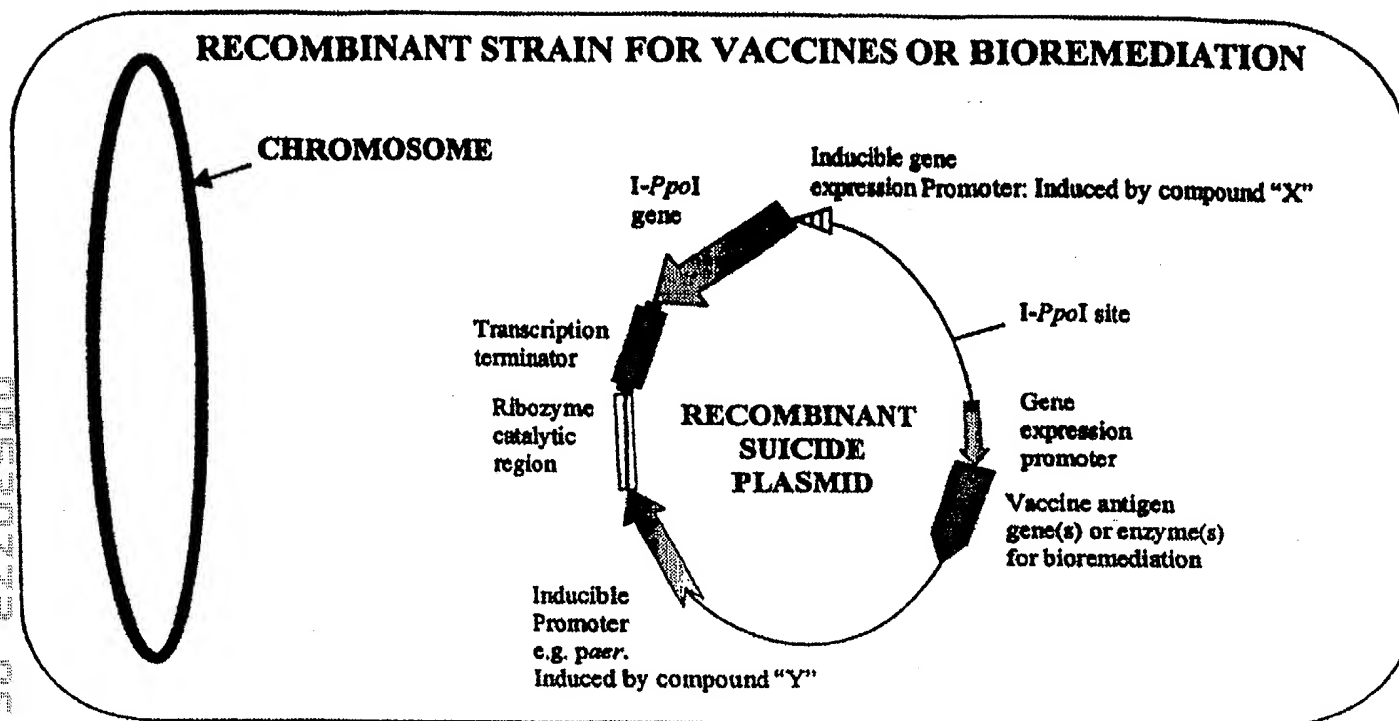 RECOMBINANT STRAIN FOR VACCINES OR BIOREMEDIATION
CHROMOSOME
I-PpoI
gene
Inducible gene
expression Promoter: Induced by compound "X"
I-PpoI site
Transcription
terminator
Ribozyme
catalytic
region
RECOMBINANT
SUICIDE
PLASMID
Gene
expression
promoter
Vaccine antigen
gene(s) or enzyme(s)
for bioremediation
Inducible
Promoter
e.g. paer.
Induced by compound "Y"